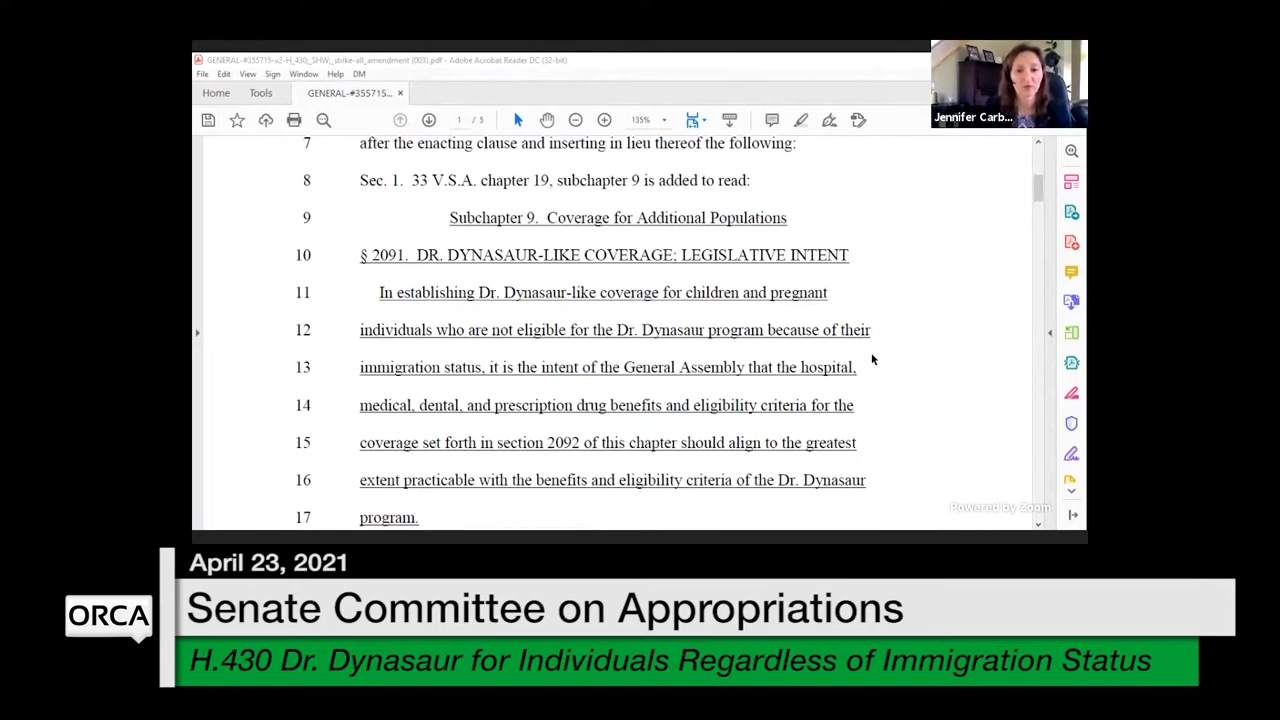 GENERAL-#355715-v2-H_430;_SHW;_strike-all_amendment (003).pdf - Adobe Acrobat Reader DC (32-bit)
File Edit View Sign Window Help DM
Home Tools GENERAL-#355715... ×
1 / 5 135%
Jennifer Carb...
7 after the enacting clause and inserting in lieu thereof the following:
8 Sec. 1. 33 V.S.A. chapter 19, subchapter 9 is added to read:
9 Subchapter 9. Coverage for Additional Populations
10 § 2091. DR. DYNASAUR-LIKE COVERAGE; LEGISLATIVE INTENT
11 In establishing Dr. Dynasaur-like coverage for children and pregnant
12 individuals who are not eligible for the Dr. Dynasaur program because of their
13 immigration status, it is the intent of the General Assembly that the hospital,
14 medical, dental, and prescription drug benefits and eligibility criteria for the
15 coverage set forth in section 2092 of this chapter should align to the greatest
16 extent practicable with the benefits and eligibility criteria of the Dr. Dynasaur
17 program.
Powered by Zoom
April 23, 2021
ORCA
Senate Committee on Appropriations
H.430 Dr. Dynasaur for Individuals Regardless of Immigration Status